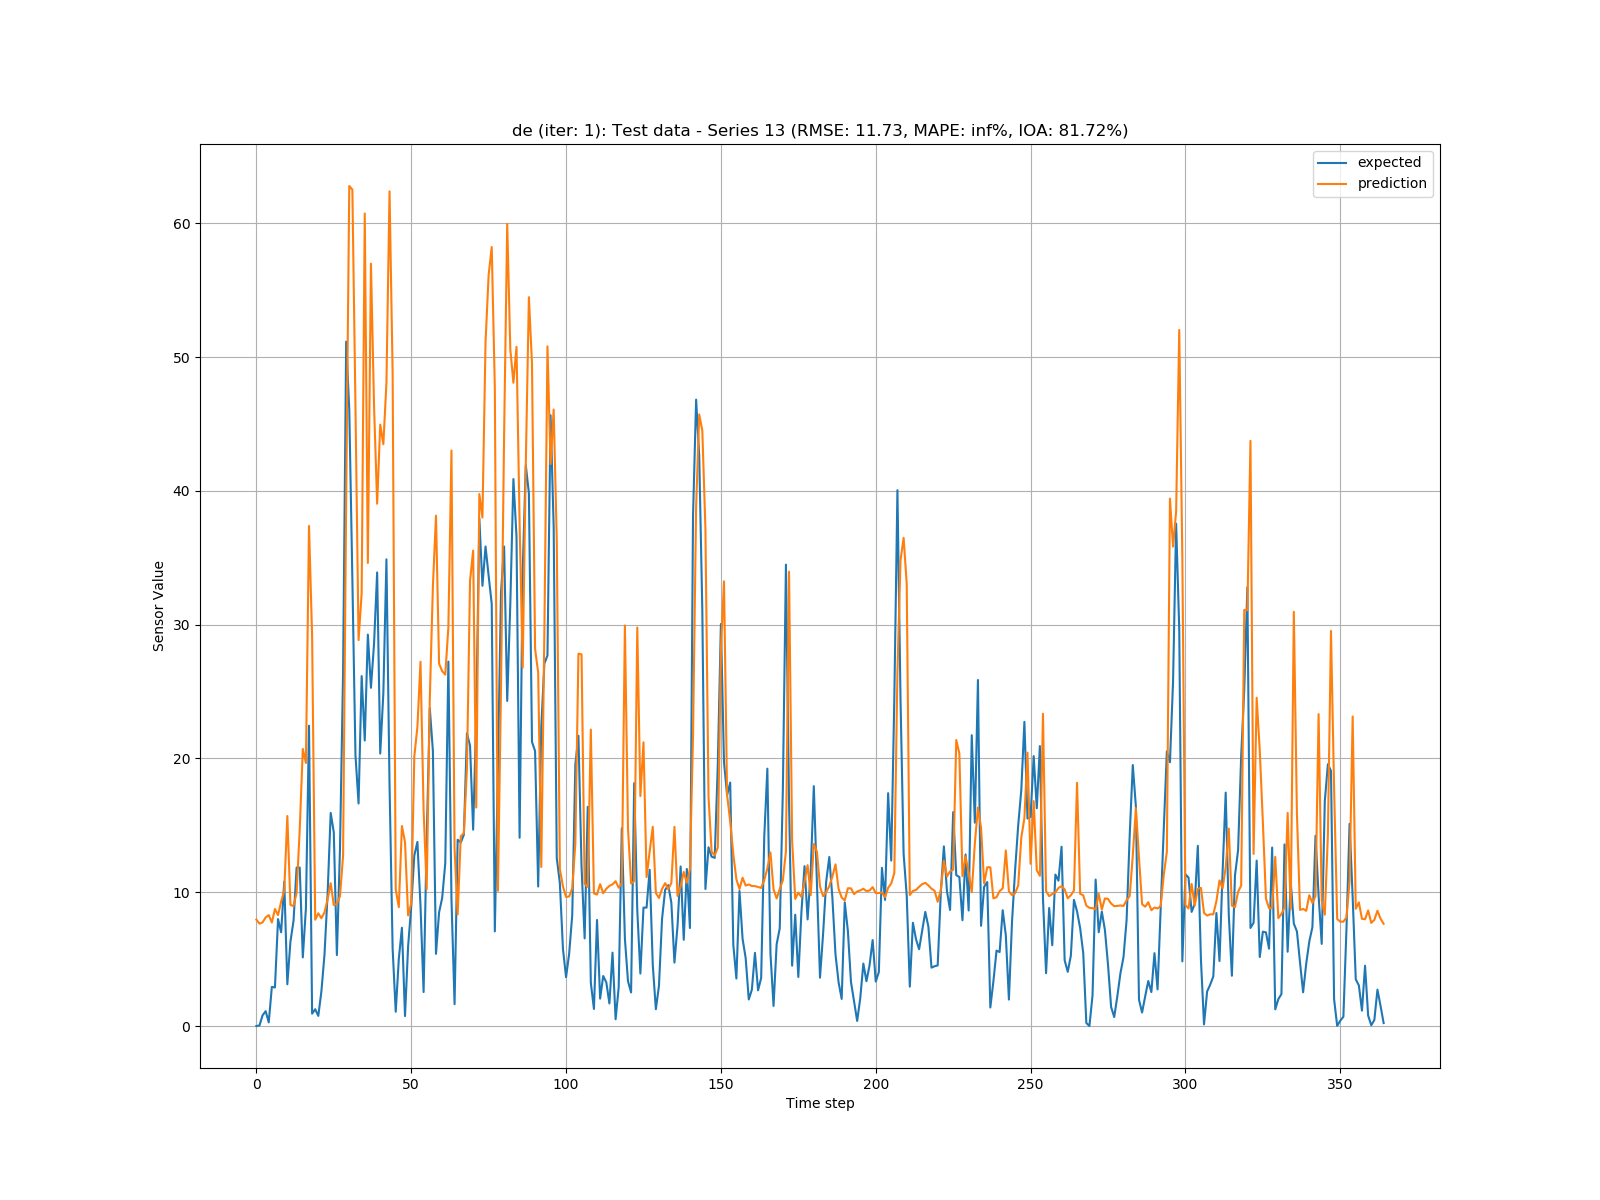 de (iter: 1): Test data - Series 13 (RMSE: 11.73, MAPE: inf%, IOA: 81.72%)
expected
prediction
60
50
40
30
20
10
0
Sensor Value
0 50 100 150 200 250 300 350
Time step